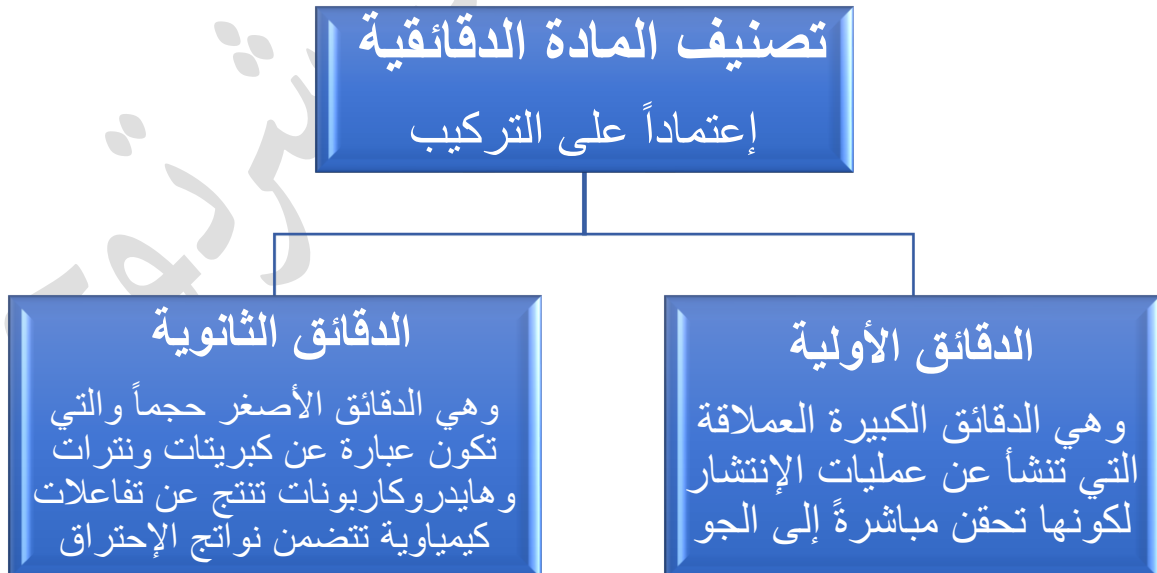 تصنيف المادة الدقائقية
إعتماداً على التركيب
الدقائق الأولية
وهي الدقائق الكبيرة العملاقة
التي تنشأ عن عمليات الإنتشار
لكونها تحقن مباشرةً إلى الجو
الدقائق الثانوية
وهي الدقائق الأصغر حجماً والتي
تكون عبارة عن كبريتات ونترات
وهايدروكاربونات تنتج عن تفاعلات
كيمياوية تتضمن نواتج الإحتراق